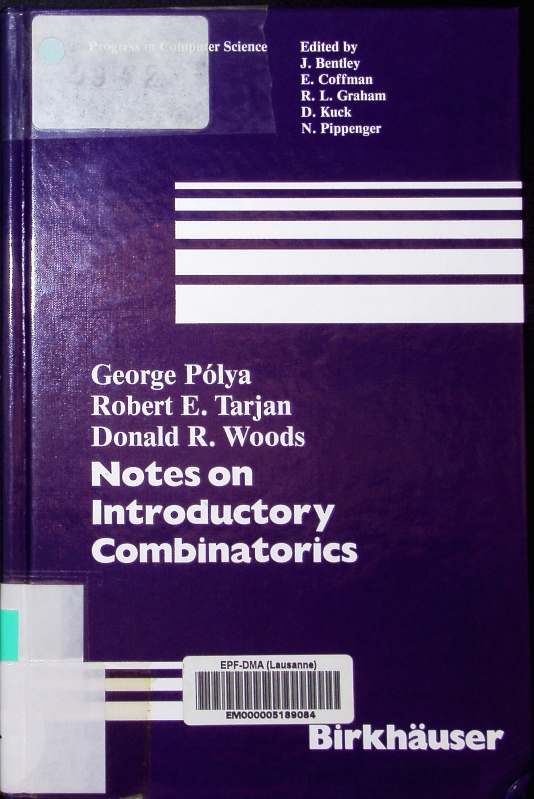 Progress in Computer Science
Edited by
J. Bentley
E. Coffman
R. L. Graham
D. Kuck
N. Pippenger
George Pólya
Robert E. Tarjan
Donald R. Woods
Notes on
Introductory
Combinatorics
EPF-DMA (Lausanne)
EM000005189084
Birkhäuser